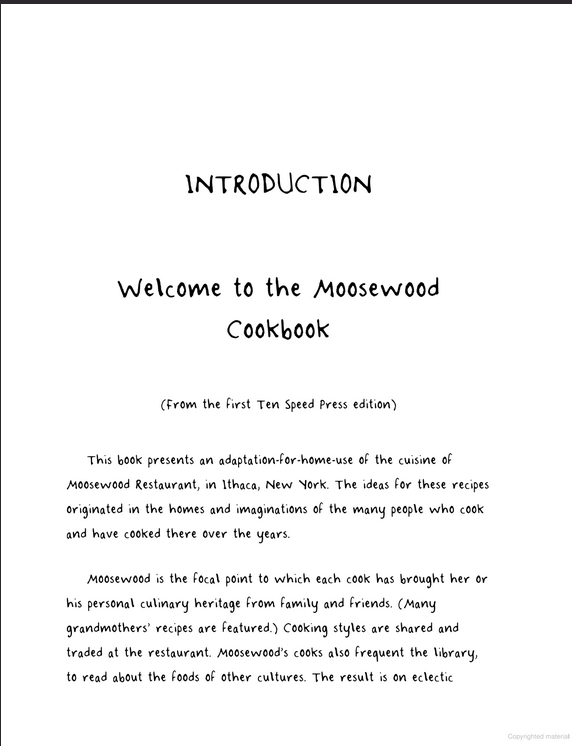 INTRODUCTION
Welcome to the Moosewood
Cookbook
(From the first Ten Speed Press edition)
This book presents an adaptation-for-home-use of the cuisine of
Moosewood Restaurant, in Ithaca, New York. The ideas for these recipes
originated in the homes and imaginations of the many people who cook
and have cooked there over the years.
Moosewood is the focal point to which each cook has brought her or
his personal culinary heritage from family and friends. (Many
grandmothers' recipes are featured.) Cooking styles are shared and
traded at the restaurant. Moosewood's cooks also frequent the library,
to read about the foods of other cultures. The result is on eclectic
Copyrighted material